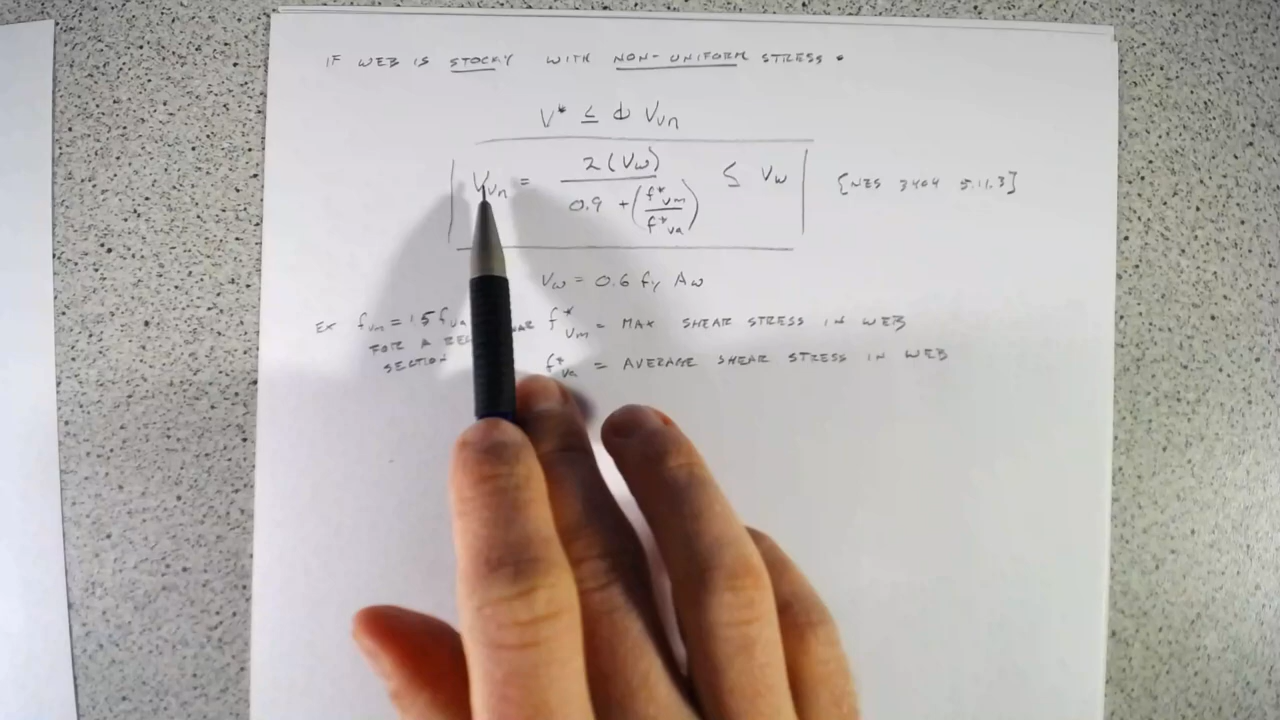 IF WEB IS STOCKY WITH NON-UNIFORM STRESS.
V* ≤ ϕ Vvn
Vvn = 2(Vw) / (0.9 + (f*vm / f*va)) ≤ Vw [NZS 3404 5.11.3]
Vw = 0.6 fy Aw
EX fvm = 1.5 fva
FOR A
SECTION
f*vm = MAX SHEAR STRESS IN WEB
f*va = AVERAGE SHEAR STRESS IN WEB